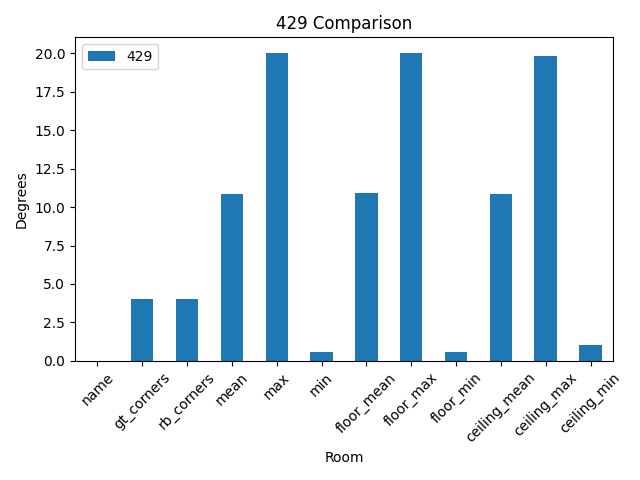 429 Comparison
429
20.0
17.5
15.0
12.5
10.0
7.5
5.0
2.5
0.0
Degrees
name
gt_corners
rb_corners
mean
max
min
floor_mean
floor_max
floor_min
ceiling_mean
ceiling_max
ceiling_min
Room